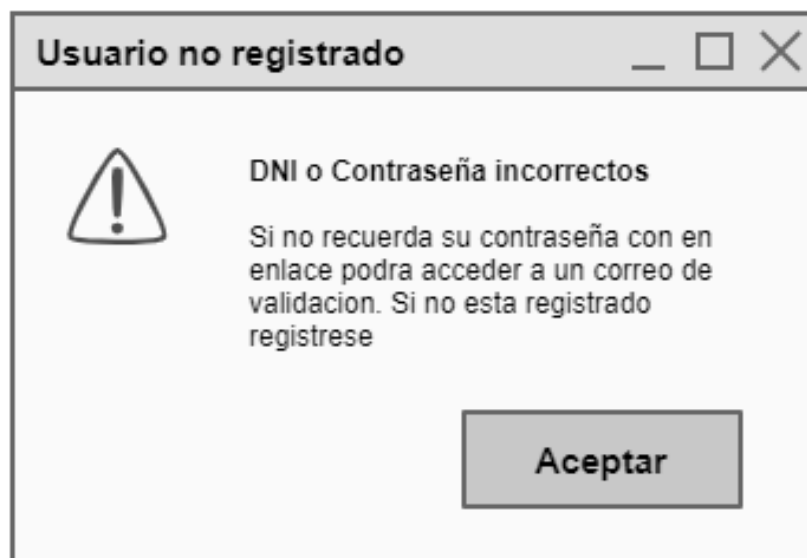 Usuario no registrado
DNI o Contraseña incorrectos
Si no recuerda su contraseña con en
enlace podra acceder a un correo de
validacion. Si no esta registrado
registrese
Aceptar